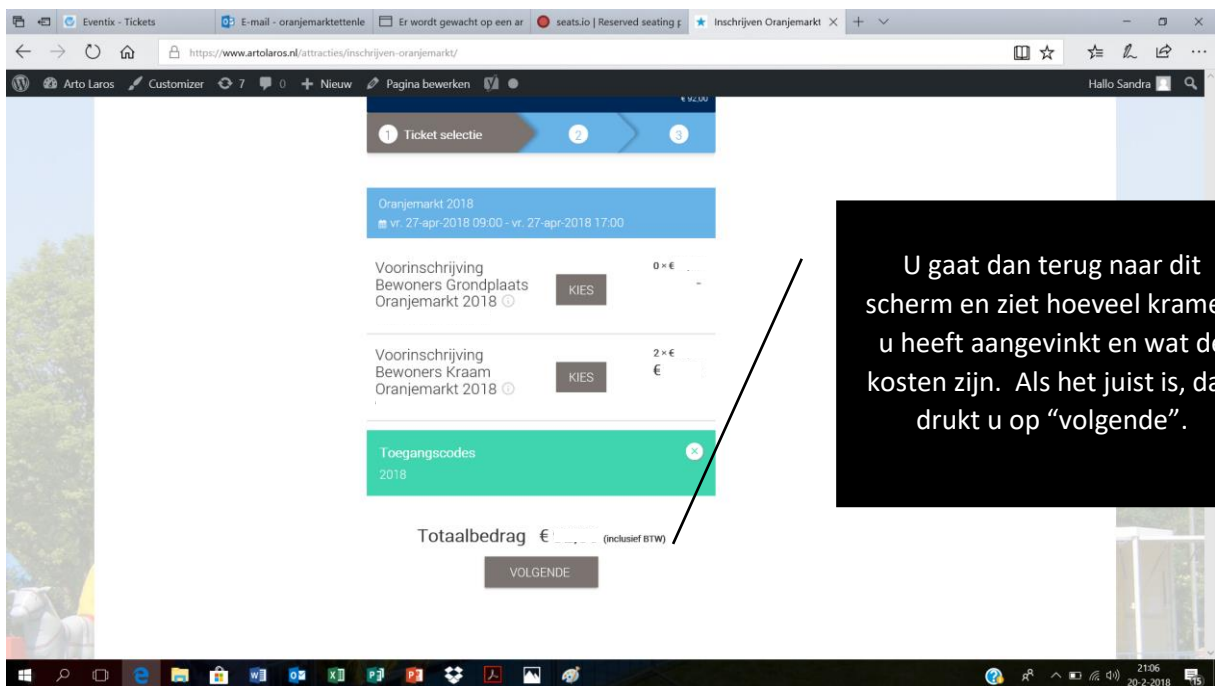 Eventix - Tickets
E-mail - oranjemarktettenle
Er wordt gewacht op een ar
seats.io | Reserved seating p
Inschrijven Oranjemarkt
https://www.artolaros.nl/attracties/inschrijven-oranjemarkt/
Arto Laros
Customizer
7
0
Nieuw
Pagina bewerken
Hallo Sandra
€ 92,00
1 Ticket selectie
2
3
Oranjemarkt 2018
vr. 27-apr-2018 09:00 - vr. 27-apr-2018 17:00
Voorinschrijving
Bewoners Grondplaats
Oranjemarkt 2018
KIES
0 × €
-
Voorinschrijving
Bewoners Kraam
Oranjemarkt 2018
KIES
2 × €
€
Toegangscodes
2018
Totaalbedrag € (inclusief BTW)
VOLGENDE
U gaat dan terug naar dit
scherm en ziet hoeveel krame
u heeft aangevinkt en wat de
kosten zijn. Als het juist is, da
drukt u op “volgende”.
21:06
20-2-2018
15